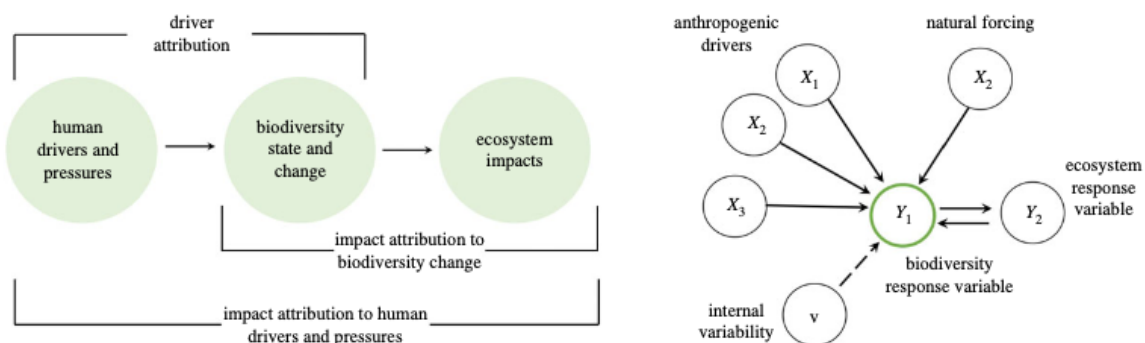 driver
attribution
human
drivers and
pressures
biodiversity
state and
change
ecosystem
impacts
impact attribution to
biodiversity change
impact attribution to human
drivers and pressures
anthropogenic
drivers
natural forcing
X1
X2
X2
X3
Y1
Y2
ecosystem
response
variable
biodiversity
response variable
internal
variability
v